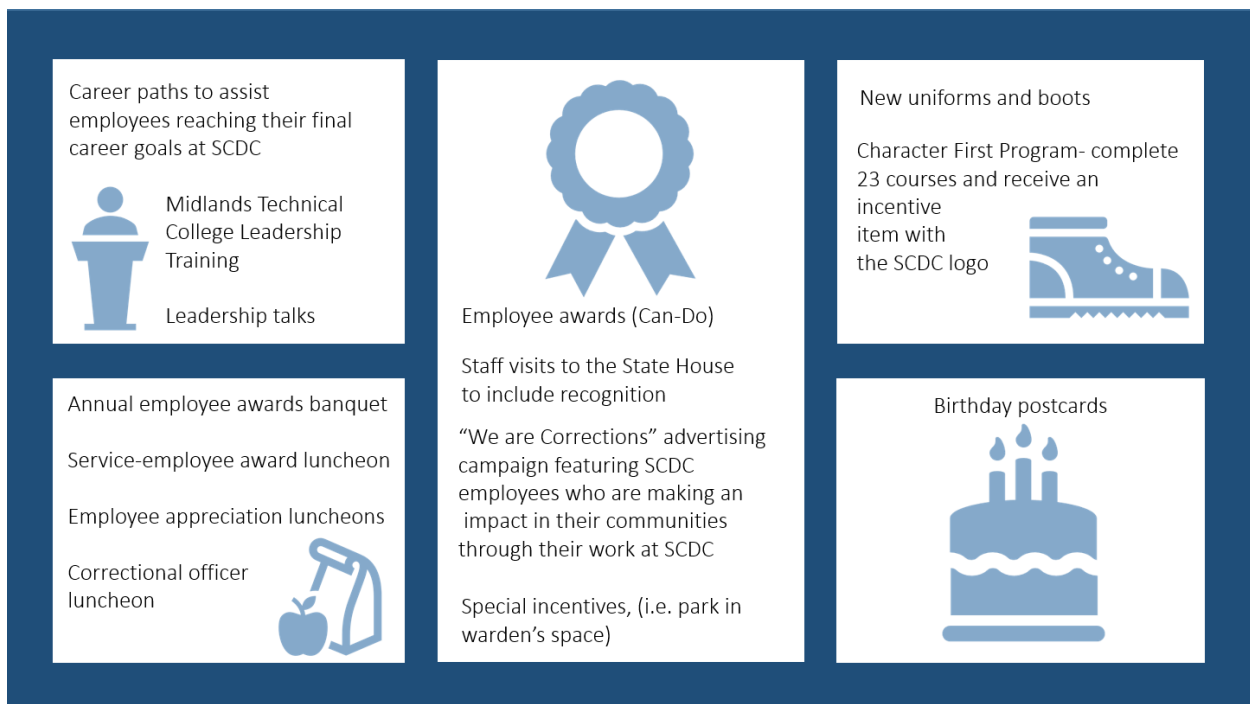 Career paths to assist
employees reaching their final
career goals at SCDC
Midlands Technical
College Leadership
Training
Leadership talks
Annual employee awards banquet
Service-employee award luncheon
Employee appreciation luncheons
Correctional officer
luncheon
Employee awards (Can-Do)
Staff visits to the State House
to include recognition
“We are Corrections” advertising
campaign featuring SCDC
employees who are making an
impact in their communities
through their work at SCDC
Special incentives, (i.e. park in
warden’s space)
New uniforms and boots
Character First Program- complete
23 courses and receive an
incentive
item with
the SCDC logo
Birthday postcards